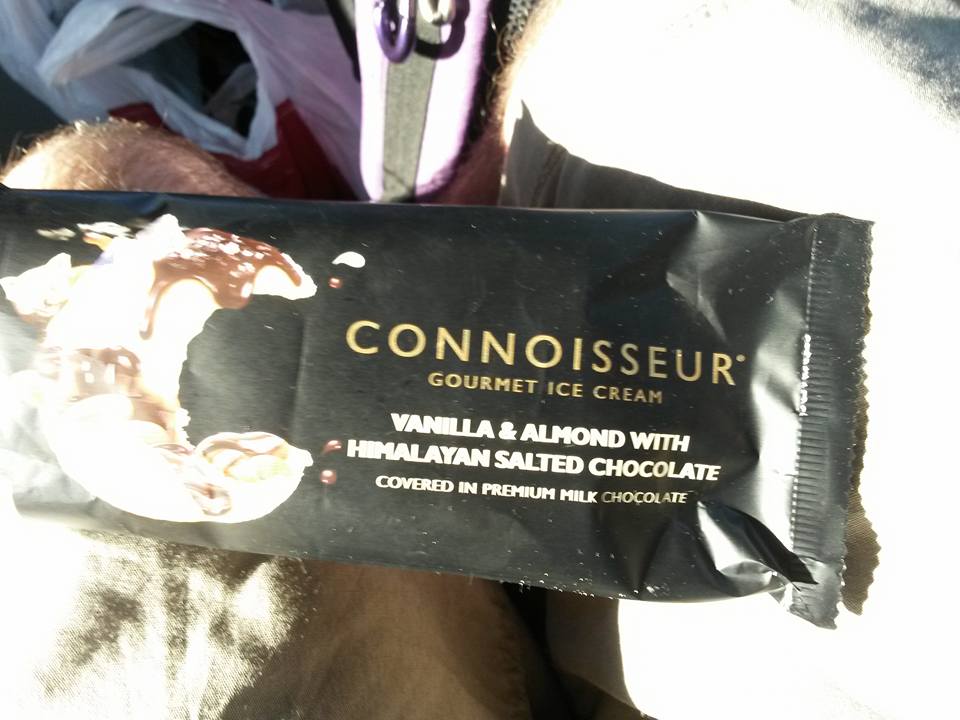 CONNOISSEUR
GOURMET ICE CREAM
VANILLA & ALMOND WITH
HIMALAYAN SALTED CHOCOLATE
COVERED IN PREMIUM MILK CHOCOLATE